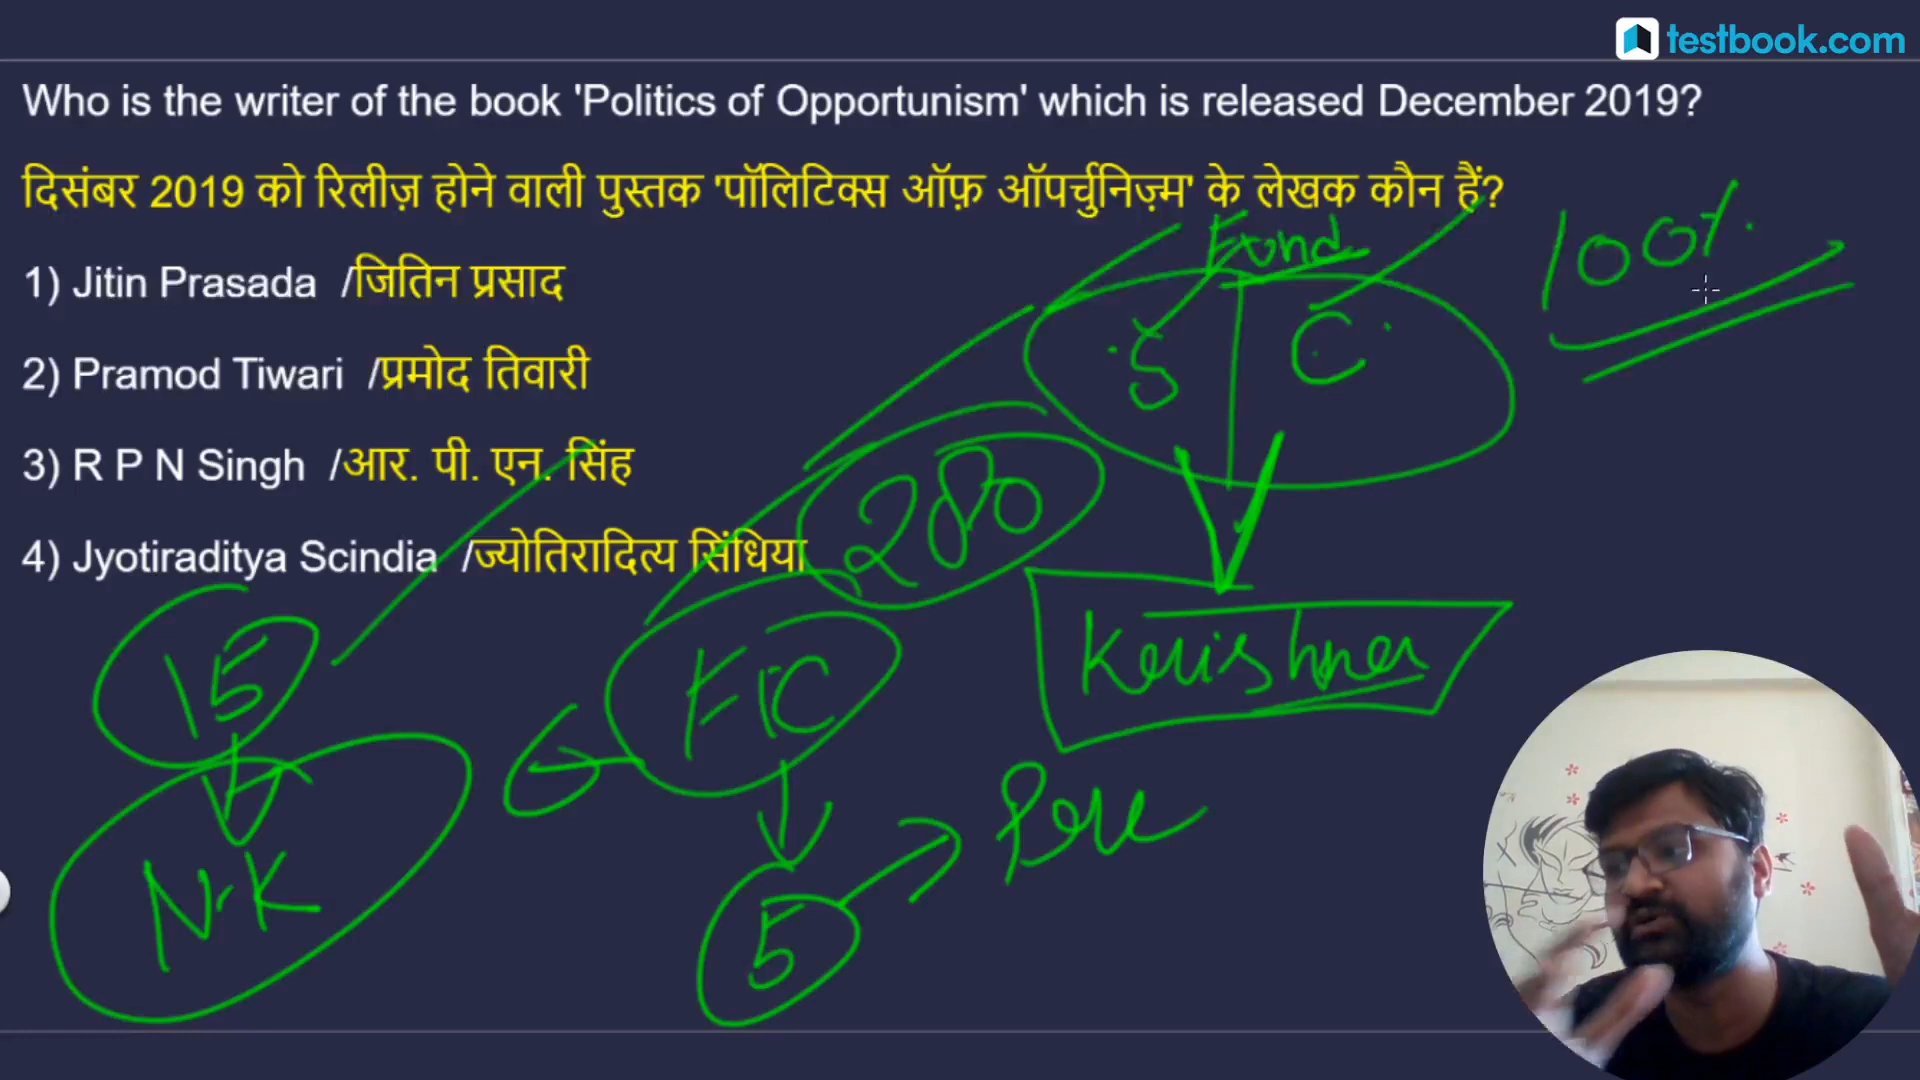 testbook.com
Who is the writer of the book 'Politics of Opportunism' which is released December 2019?
दिसंबर 2019 को रिलीज़ होने वाली पुस्तक 'पॉलिटिक्स ऑफ़ ऑपर्चुनिज़्म' के लेखक कौन हैं?
Fund
100%
1) Jitin Prasada /जितिन प्रसाद
S C
2) Pramod Tiwari /प्रमोद तिवारी
3) R P N Singh /आर. पी. एन. सिंह
280
4) Jyotiraditya Scindia /ज्योतिरादित्य सिंधिया
15
FIC
N.K
5